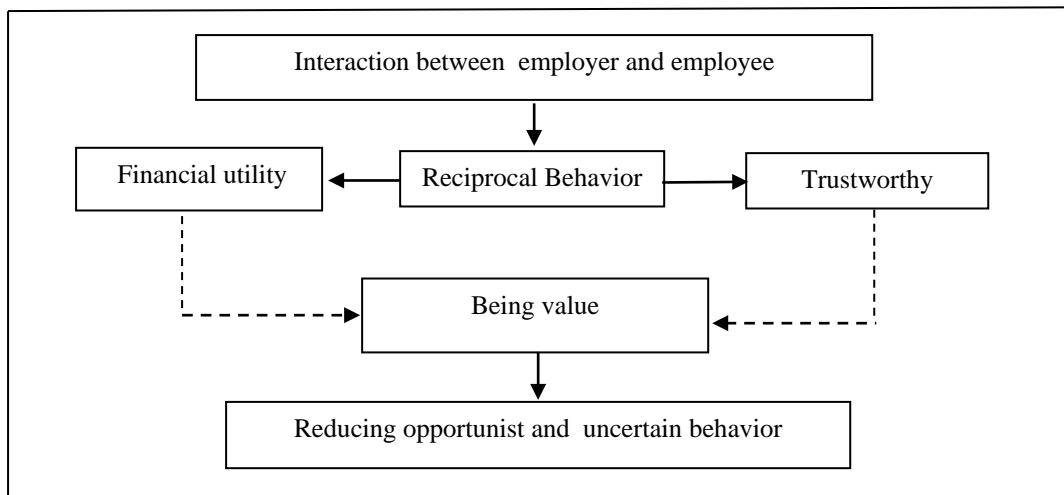 Interaction between employer and employee
Financial utility
Reciprocal Behavior
Trustworthy
Being value
Reducing opportunist and uncertain behavior